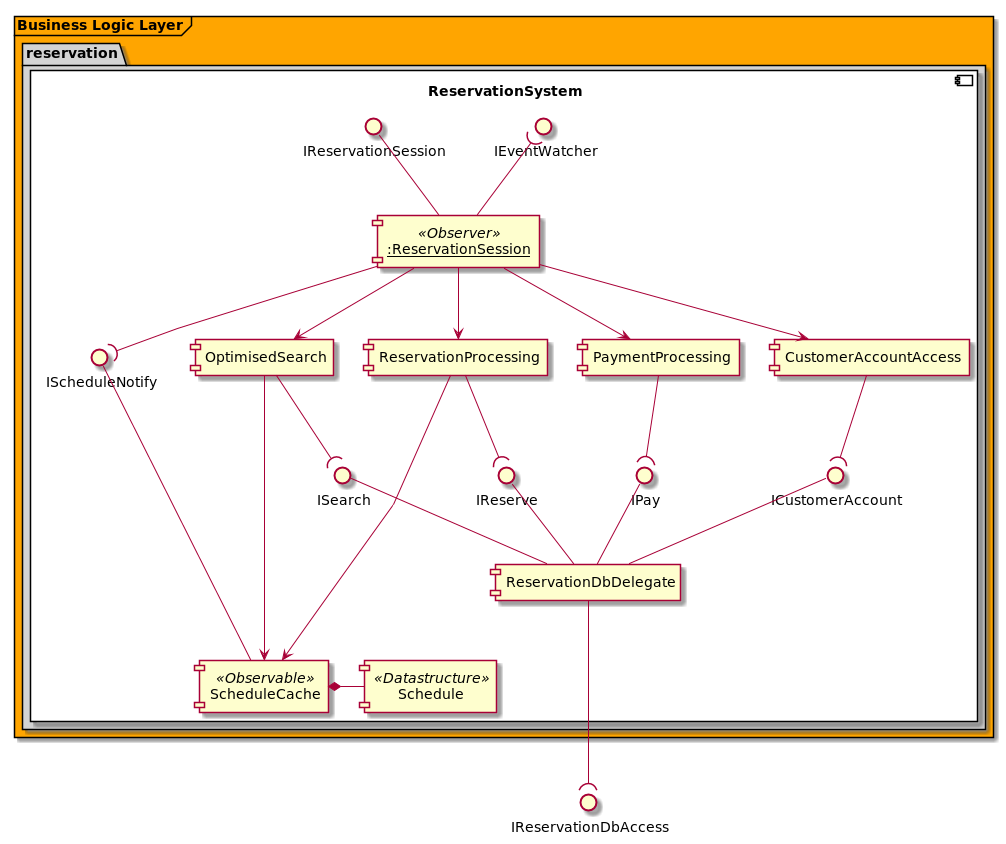 Business Logic Layer
reservation
ReservationSystem
IReservationSession
IEventWatcher
«Observer»
:ReservationSession
IScheduleNotify
OptimisedSearch
ReservationProcessing
PaymentProcessing
CustomerAccountAccess
ISearch
IReserve
IPay
ICustomerAccount
ReservationDbDelegate
«Observable»
ScheduleCache
«Datastructure»
Schedule
IReservationDbAccess